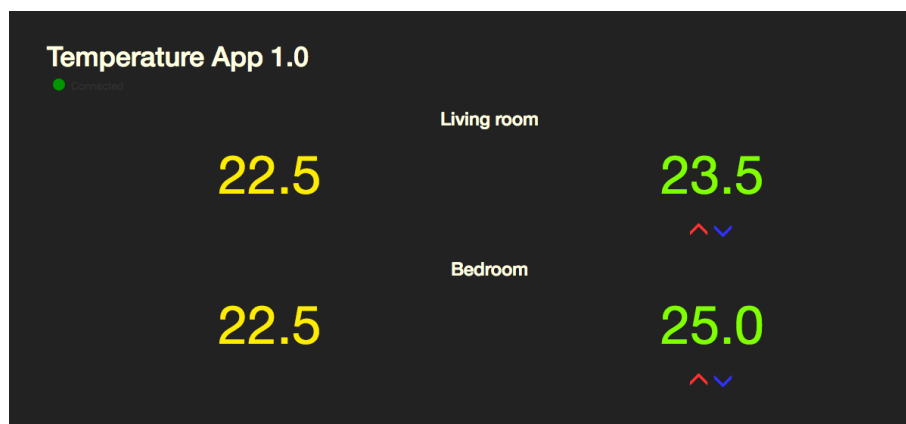 Temperature App 1.0
Connected
Living room
22.5 23.5
Bedroom
22.5 25.0